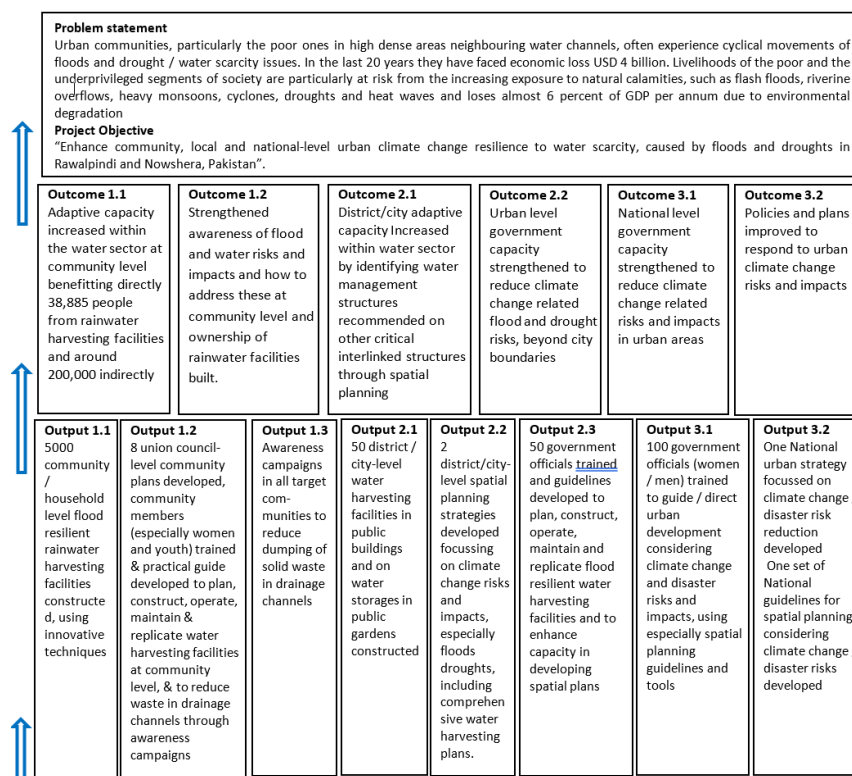 Problem statement
Urban communities, particularly the poor ones in high dense areas neighbouring water channels, often experience cyclical movements of
floods and drought / water scarcity issues. In the last 20 years they have faced economic loss USD 4 billion. Livelihoods of the poor and the
underprivileged segments of society are particularly at risk from the increasing exposure to natural calamities, such as flash floods, riverine
overflows, heavy monsoons, cyclones, droughts and heat waves and loses almost 6 percent of GDP per annum due to environmental
degradation
Project Objective
“Enhance community, local and national-level urban climate change resilience to water scarcity, caused by floods and droughts in
Rawalpindi and Nowshera, Pakistan”.
Outcome 1.1
Adaptive capacity
increased within
the water sector at
community level
benefitting directly
38,885 people
from rainwater
harvesting facilities
and around
200,000 indirectly
Outcome 1.2
Strengthened
awareness of flood
and water risks and
impacts and how to
address these at
community level and
ownership of
rainwater facilities
built.
Outcome 2.1
District/city adaptive
capacity Increased
within water sector
by identifying water
management
structures
recommended on
other critical
interlinked structures
through spatial
planning
Outcome 2.2
Urban level
government
capacity
strengthened to
reduce climate
change related
flood and drought
risks, beyond city
boundaries
Outcome 3.1
National level
government
capacity
strengthened to
reduce climate
change related
risks and impacts
in urban areas
Outcome 3.2
Policies and plans
improved to
respond to urban
climate change
risks and impacts
Output 1.1
5000
community
/
household
level flood
resilient
rainwater
harvesting
facilities
constructe
d, using
innovative
techniques
Output 1.2
8 union council-
level community
plans developed,
community
members
(especially women
and youth) trained
& practical guide
developed to plan,
construct, operate,
maintain &
replicate water
harvesting facilities
at community
level, & to reduce
waste in drainage
channels through
awareness
campaigns
Output 1.3
Awareness
campaigns
in all target
com-
munities to
reduce
dumping of
solid waste
in drainage
channels
Output 2.1
50 district /
city-level
water
harvesting
facilities in
public
buildings
and on
water
storages in
public
gardens
constructed
Output 2.2
2
district/city-
level spatial
planning
strategies
developed
focussing
on climate
change risks
and
impacts,
especially
floods
droughts,
including
comprehen
sive water
harvesting
plans.
Output 2.3
50 government
officials trained
and guidelines
developed to
plan, construct,
operate,
maintain and
replicate flood
resilient water
harvesting
facilities and to
enhance
capacity in
developing
spatial plans
Output 3.1
100 government
officials (women
/ men) trained
to guide / direct
urban
development
considering
climate change
and disaster
risks and
impacts, using
especially spatial
planning
guidelines and
tools
Output 3.2
One National
urban strategy
focussed on
climate change /
disaster risk
reduction
developed
One set of
National
guidelines for
spatial planning
considering
climate change
disaster risks
developed